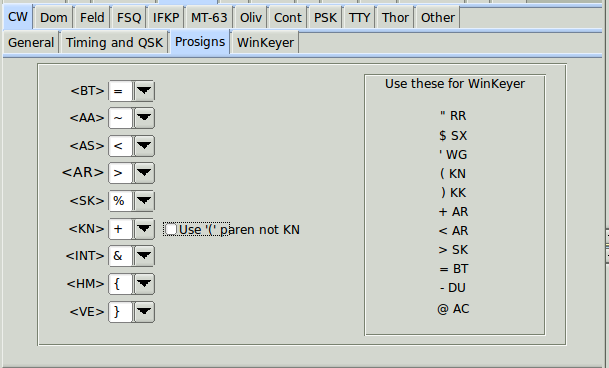 CW Dom Feld FSQ IFKP MT-63 Oliv Cont PSK TTY Thor Other
General Timing and QSK Prosigns WinKeyer
<BT> =
<AA> ~
<AS> <
<AR> >
<SK> %
<KN> + Use '(' paren not KN
<INT> &
<HM> {
<VE> }
Use these for WinKeyer
" RR
$ SX
' WG
( KN
) KK
+ AR
< AR
> SK
= BT
- DU
@ AC